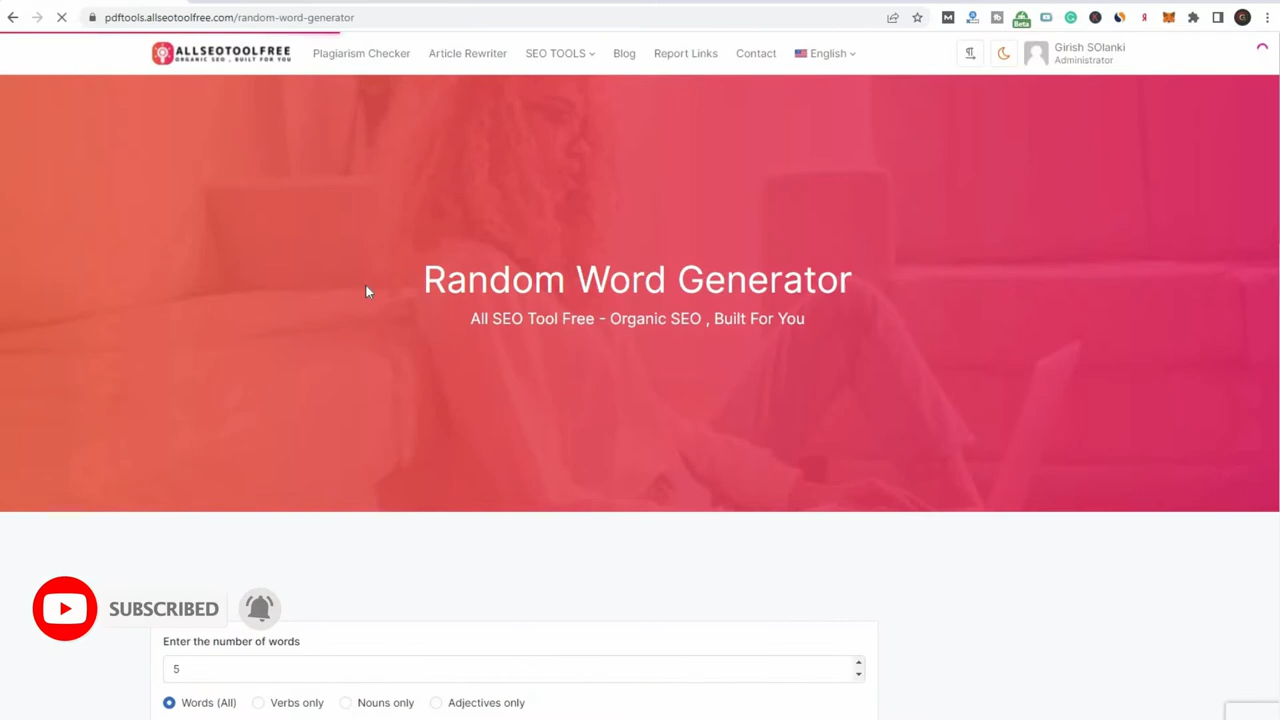 pdftools.allseotoolfree.com/random-word-generator
Beta
G
ALLSEOTOOLFREE
ORGANIC SEO , BUILT FOR YOU
Plagiarism Checker
Article Rewriter
SEO TOOLS
Blog
Report Links
Contact
English
Girish SOlanki
Administrator
Random Word Generator
All SEO Tool Free - Organic SEO , Built For You
SUBSCRIBED
Enter the number of words
5
Words (All)
Verbs only
Nouns only
Adjectives only